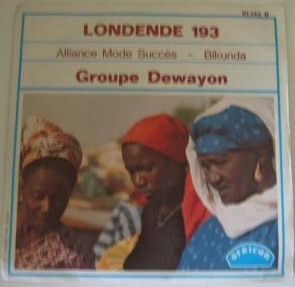 LONDENDE 193
Alliance Mode Succès - Bikunda
Groupe Dewayon
AFRICAN